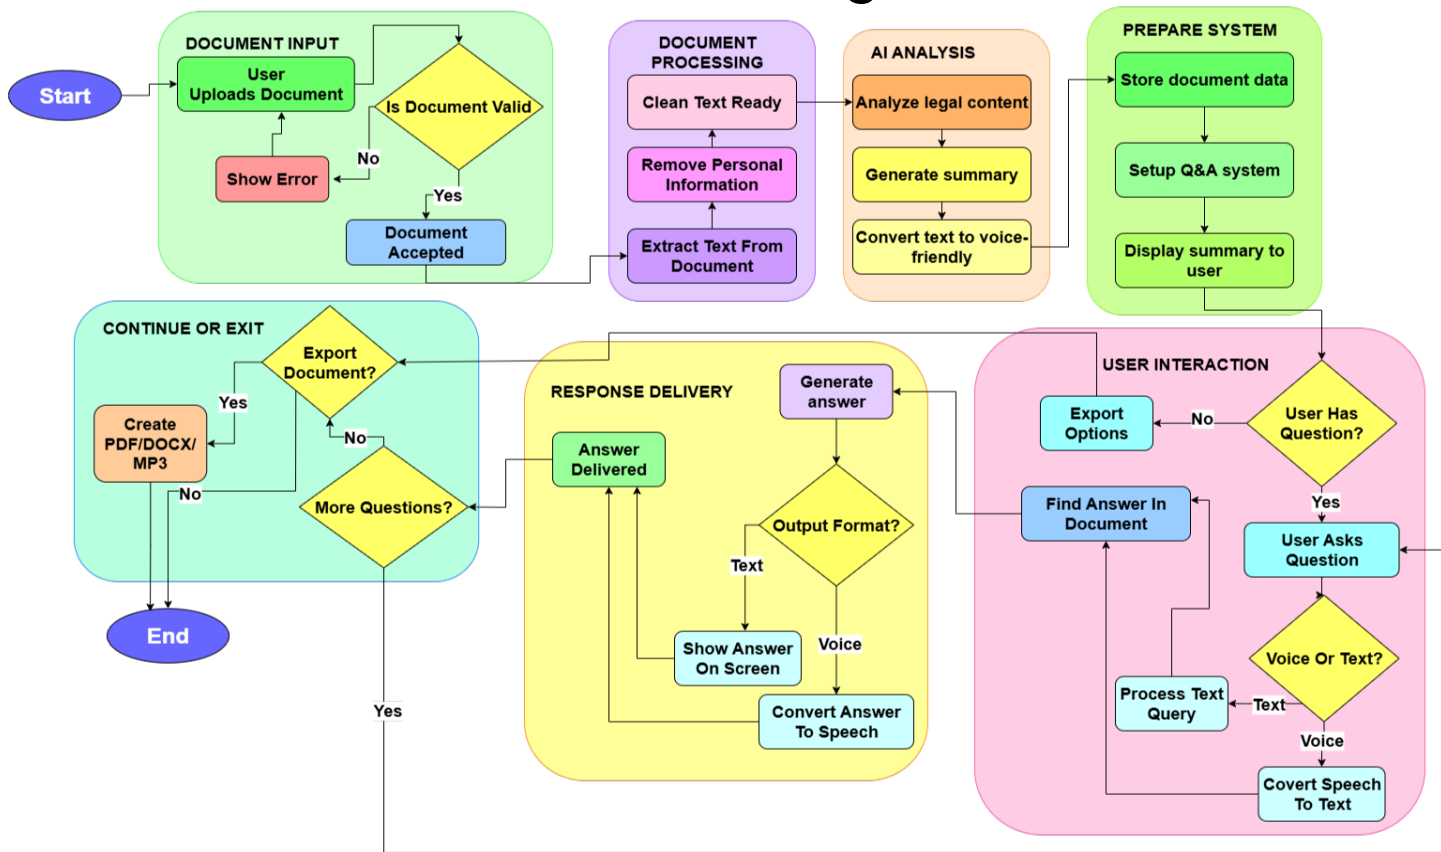 Start
DOCUMENT INPUT
User
Uploads Document
Is Document Valid
No
Show Error
Yes
Document
Accepted
DOCUMENT
PROCESSING
Clean Text Ready
Remove Personal
Information
Extract Text From
Document
AI ANALYSIS
Analyze legal content
Generate summary
Convert text to voice-
friendly
PREPARE SYSTEM
Store document data
Setup Q&A system
Display summary to
user
USER INTERACTION
User Has
Question?
No
Export
Options
Yes
User Asks
Question
Voice Or Text?
Text
Process Text
Query
Voice
Covert Speech
To Text
Find Answer In
Document
RESPONSE DELIVERY
Generate
answer
Output Format?
Text
Show Answer
On Screen
Voice
Convert Answer
To Speech
Answer
Delivered
CONTINUE OR EXIT
More Questions?
No
Yes
Export
Document?
Yes
Create
PDF/DOCX/
MP3
No
End